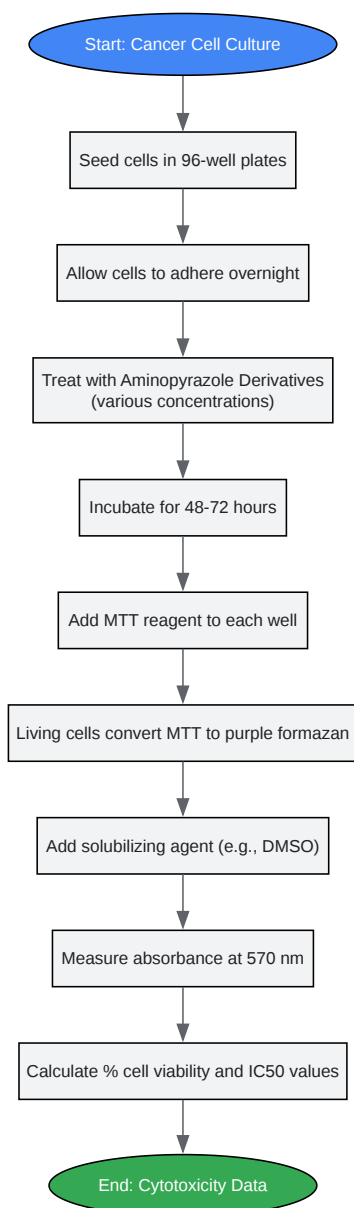 Start: Cancer Cell Culture
Seed cells in 96-well plates
Allow cells to adhere overnight
Treat with Aminopyrazole Derivatives
(various concentrations)
Incubate for 48-72 hours
Add MTT reagent to each well
Living cells convert MTT to purple formazan
Add solubilizing agent (e.g., DMSO)
Measure absorbance at 570 nm
Calculate % cell viability and IC50 values
End: Cytotoxicity Data